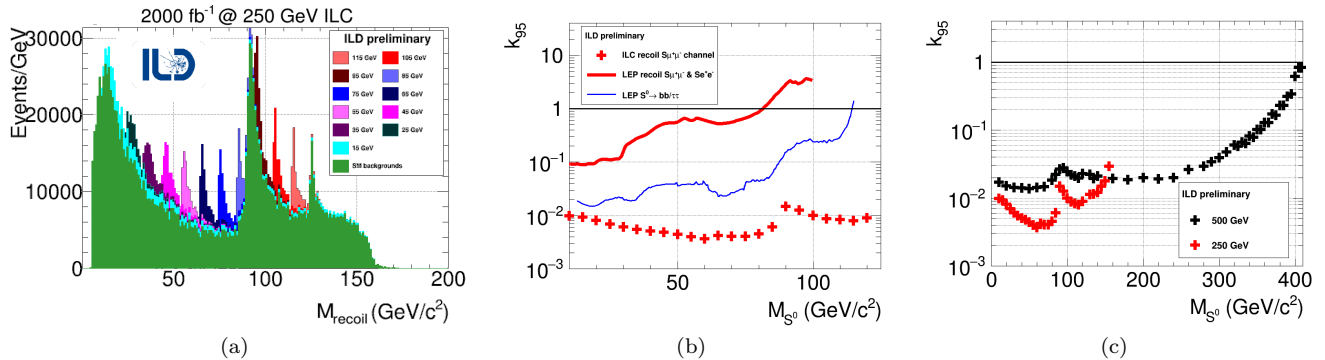 2000 fb⁻¹ @ 250 GeV ILC
Events/GeV
30000
20000
10000
0
ILD
ILD preliminary
115 GeV 105 GeV
95 GeV
75 GeV
55 GeV 45 GeV
35 GeV 25 GeV
15 GeV
SM backgrounds
50 100 150 200
M_recoil (GeV/c²)
(a)
k₉₅
10
1
10⁻¹
10⁻²
10⁻³
ILD preliminary
ILC recoil Sμ⁺μ⁻ channel
LEP recoil Sμ⁺μ⁻ & Se⁺e⁻
LEP S⁰→ bb/ττ
50 100
M_S⁰ (GeV/c²)
(b)
k₉₅
1
10⁻¹
10⁻²
10⁻³
ILD preliminary
500 GeV
250 GeV
0 100 200 300 400
M_S⁰ (GeV/c²)
(c)